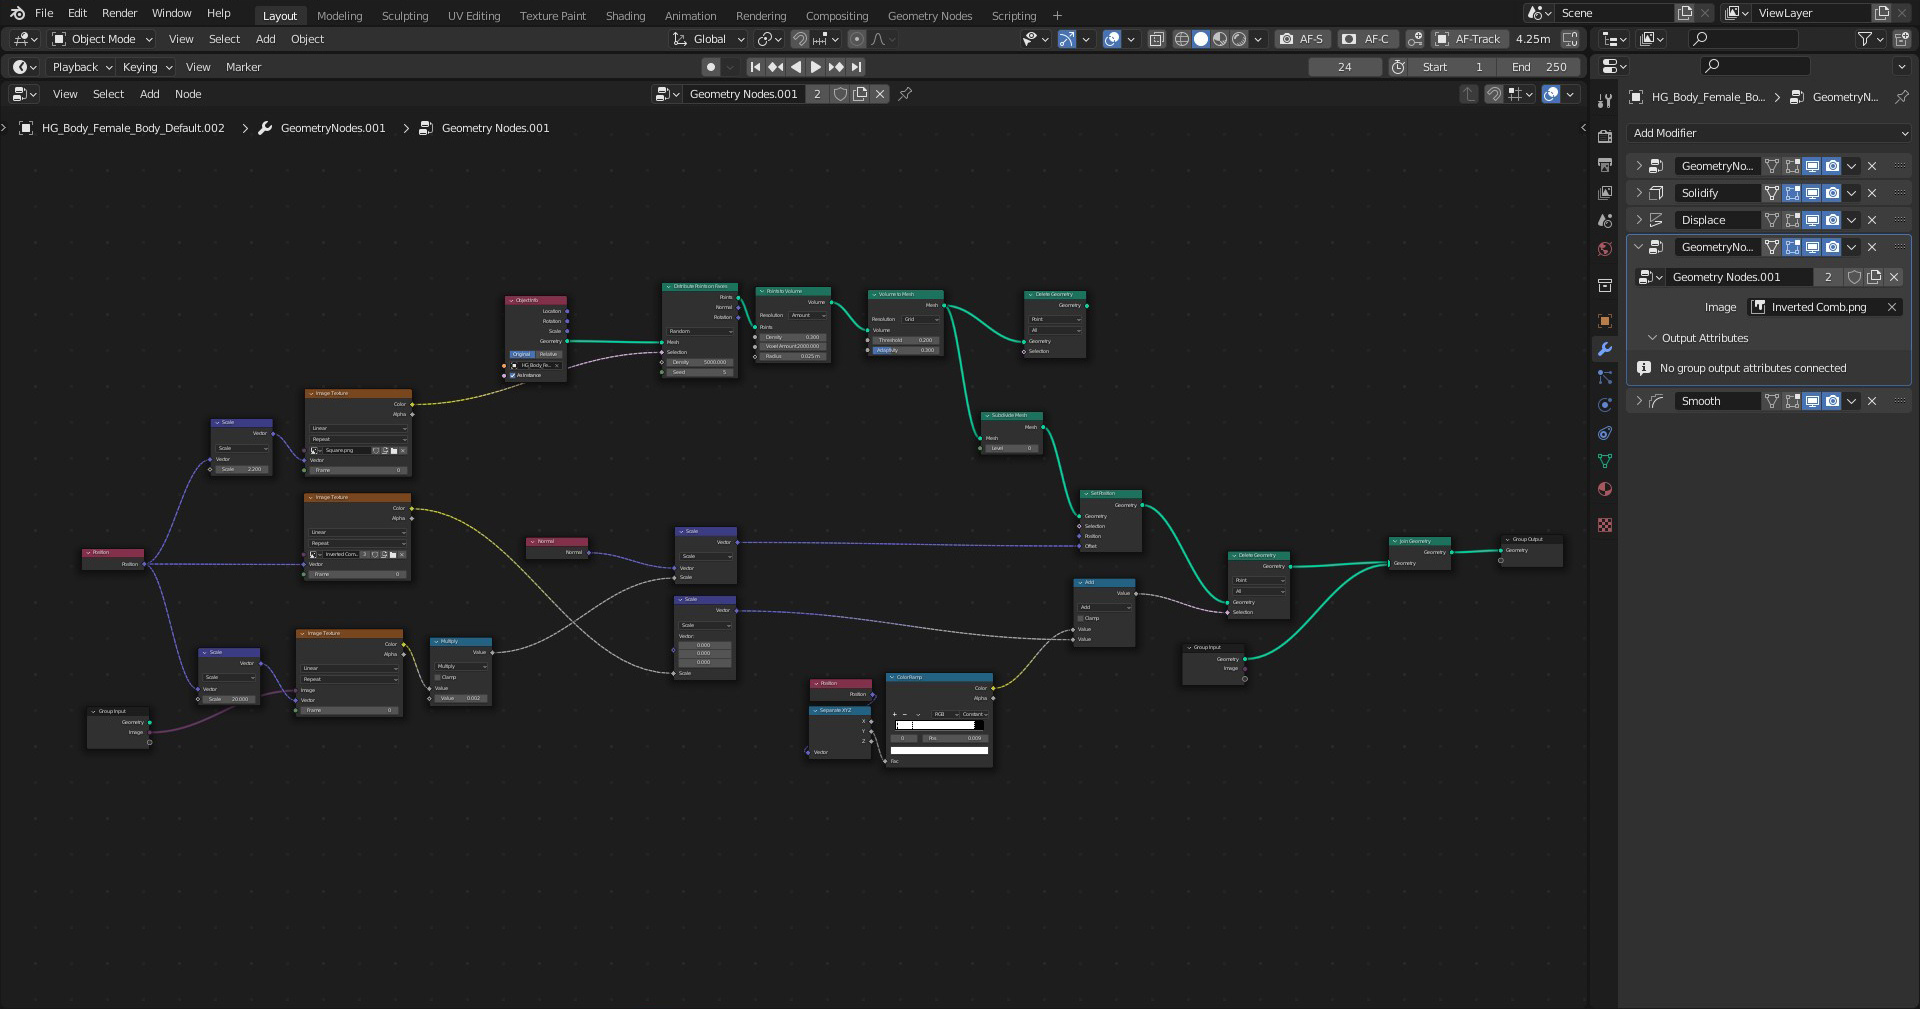 File Edit Render Window Help Layout Modeling Sculpting UV Editing Texture Paint Shading Animation Rendering Compositing Geometry Nodes Scripting + Scene ViewLayer
Object Mode View Select Add Object Global AF-S AF-C AF-Track 4.25m
Playback Keying View Marker 24 Start 1 End 250
View Select Add Node Geometry Nodes.001 2
HG_Body_Female_Body_Default.002 > GeometryNodes.001 > Geometry Nodes.001
HG_Body_Female_Bo... > GeometryN...
Add Modifier
GeometryNo...
Solidify
Displace
GeometryNo...
Geometry Nodes.001 2
Image Inverted Comb.png
Output Attributes
No group output attributes connected
Smooth
Object Info
Location
Rotation
Scale
Geometry
Original Relative
HG_Body Fe..
As Instance
Distribute Points on Faces
Points
Normal
Rotation
Random
Mesh
Selection
Density 5000.000
Seed 5
Points to Volume
Volume
Resolution Amount
Points
Density 0.200
Voxel Amount 2000.000
Radius 0.025 m
Volume to Mesh
Mesh
Resolution Grid
Volume
Threshold 0.200
Adaptivity 0.300
Delete Geometry
Geometry
Point
All
Geometry
Selection
Subdivide Mesh
Mesh
Mesh
Level 0
Image Texture
Color
Alpha
Linear
Repeat
Square.png
Vector
Frame 0
Scale
Vector
Scale
Vector
Scale 2.200
Image Texture
Color
Alpha
Linear
Repeat
Inverted Com.. 3
Vector
Frame 0
Position
Position
Normal
Normal
Scale
Vector
Scale
Vector
Scale
Set Position
Geometry
Geometry
Selection
Position
Offset
Scale
Vector
Scale
Vector:
0.000
0.000
0.000
Scale
Image Texture
Color
Alpha
Linear
Repeat
Image
Vector
Frame 0
Multiply
Value
Multiply
Clamp
Value
Value 0.002
Scale
Vector
Scale
Vector
Scale 20.000
Group Input
Geometry
Image
Position
Position
Separate XYZ
X
Y
Z
Vector
ColorRamp
Color
Alpha
+ − RGB Constant
0 Pos 0.009
Fac
Add
Value
Add
Clamp
Value
Value
Delete Geometry
Geometry
Point
All
Geometry
Selection
Group Input
Geometry
Image
Join Geometry
Geometry
Geometry
Group Output
Geometry